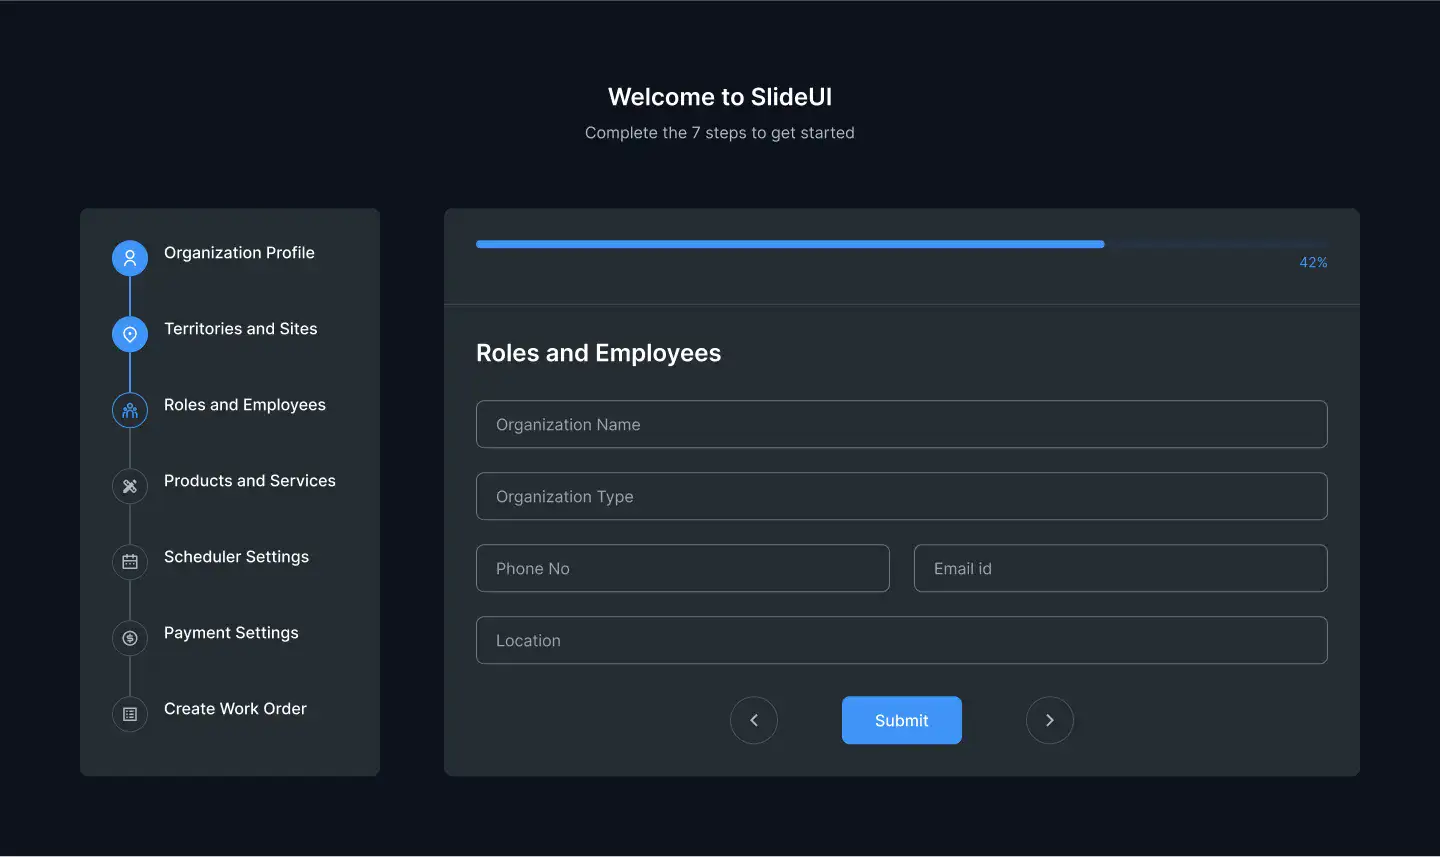 Welcome to SlideUI
Complete the 7 steps to get started
Organization Profile
Territories and Sites
Roles and Employees
Products and Services
Scheduler Settings
Payment Settings
Create Work Order
42%
Roles and Employees
Organization Name
Organization Type
Phone No
Email id
Location
Submit